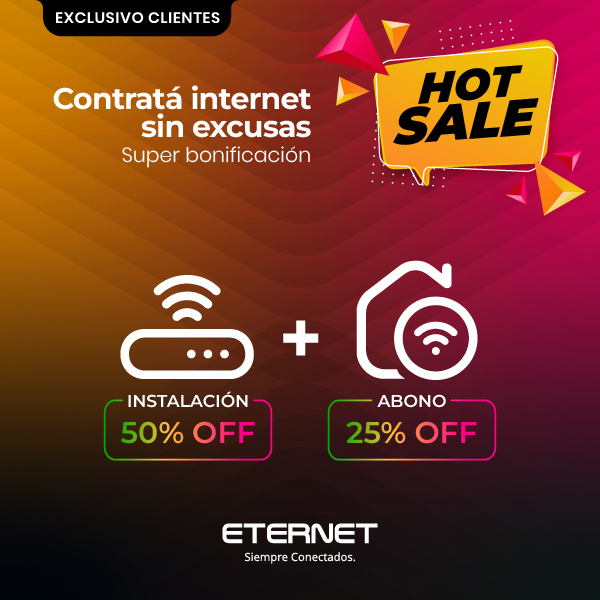 EXCLUSIVO CLIENTES
Contratá internet
sin excusas
Super bonificación
HOT
SALE
+
INSTALACIÓN
50% OFF
ABONO
25% OFF
ETERNET
Siempre Conectados.